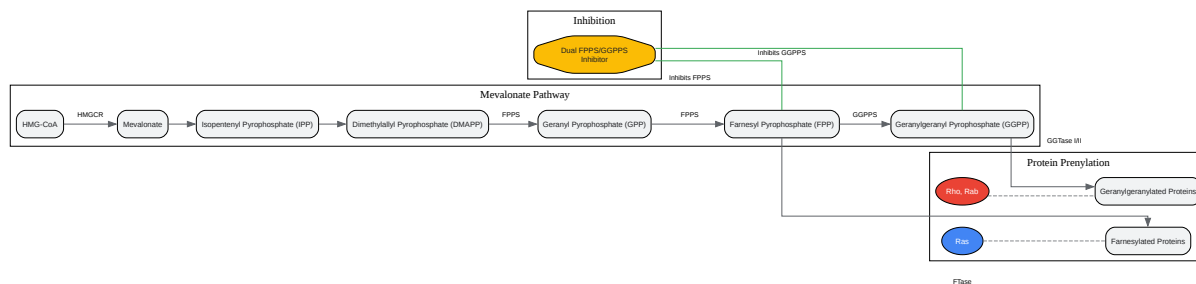 Inhibition
Dual FPPS/GGPPS
Inhibitor
Inhibits GGPPS
Inhibits FPPS
Mevalonate Pathway
HMG-CoA
HMGCR
Mevalonate
Isopentenyl Pyrophosphate (IPP)
Dimethylallyl Pyrophosphate (DMAPP)
FPPS
Geranyl Pyrophosphate (GPP)
FPPS
Farnesyl Pyrophosphate (FPP)
GGPPS
Geranylgeranyl Pyrophosphate (GGPP)
GGTase I/II
Protein Prenylation
Rho, Rab
Geranylgeranylated Proteins
Ras
Farnesylated Proteins
FTase